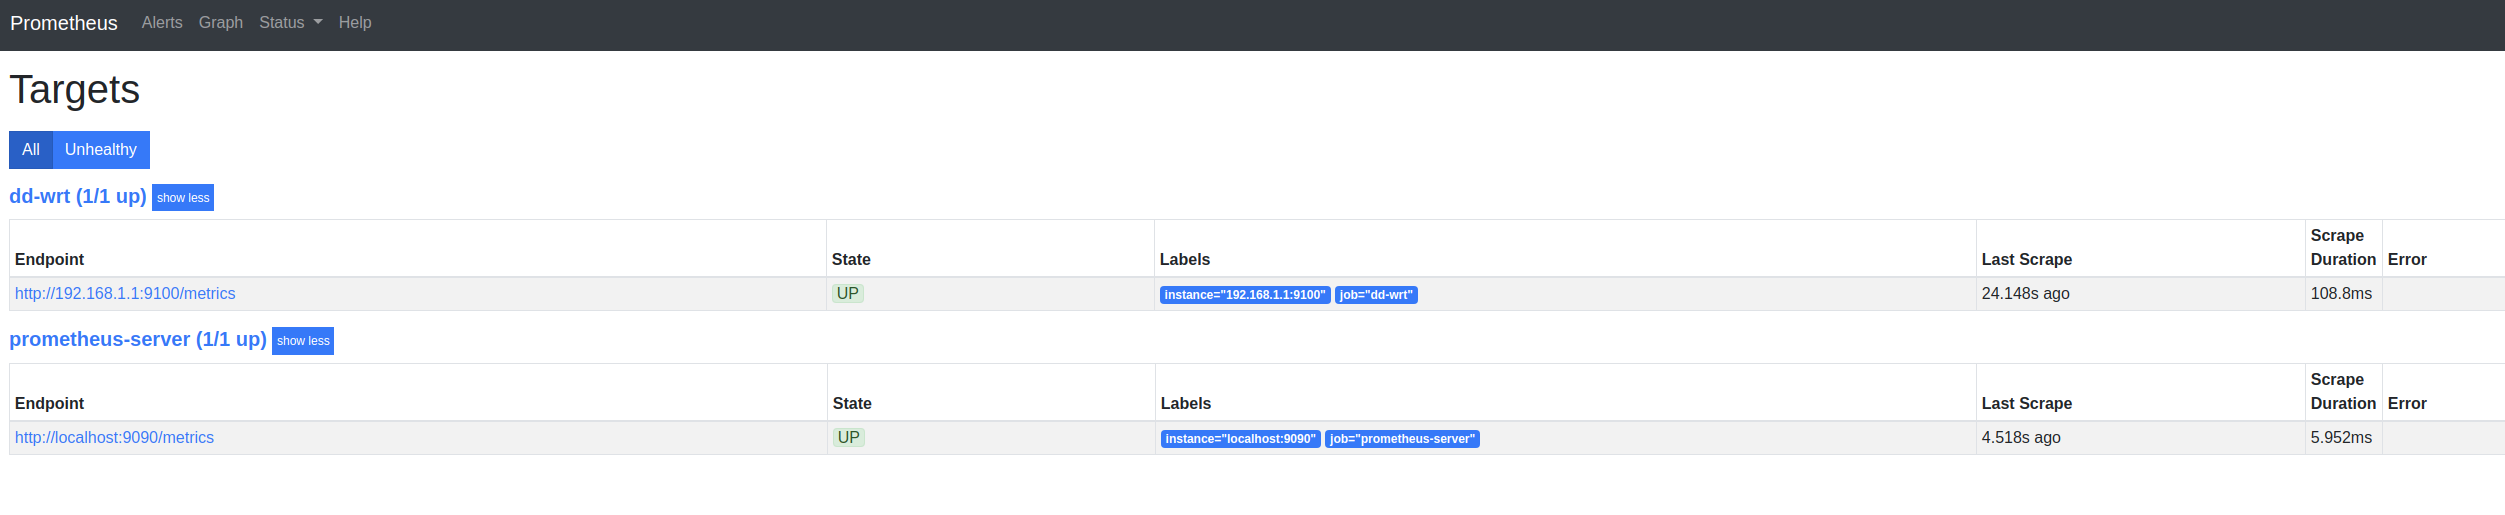 Prometheus Alerts Graph Status Help
Targets
All Unhealthy
dd-wrt (1/1 up) show less
Endpoint State Labels Last Scrape Scrape Duration Error
http://192.168.1.1:9100/metrics UP instance="192.168.1.1:9100" job="dd-wrt" 24.148s ago 108.8ms
prometheus-server (1/1 up) show less
Endpoint State Labels Last Scrape Scrape Duration Error
http://localhost:9090/metrics UP instance="localhost:9090" job="prometheus-server" 4.518s ago 5.952ms